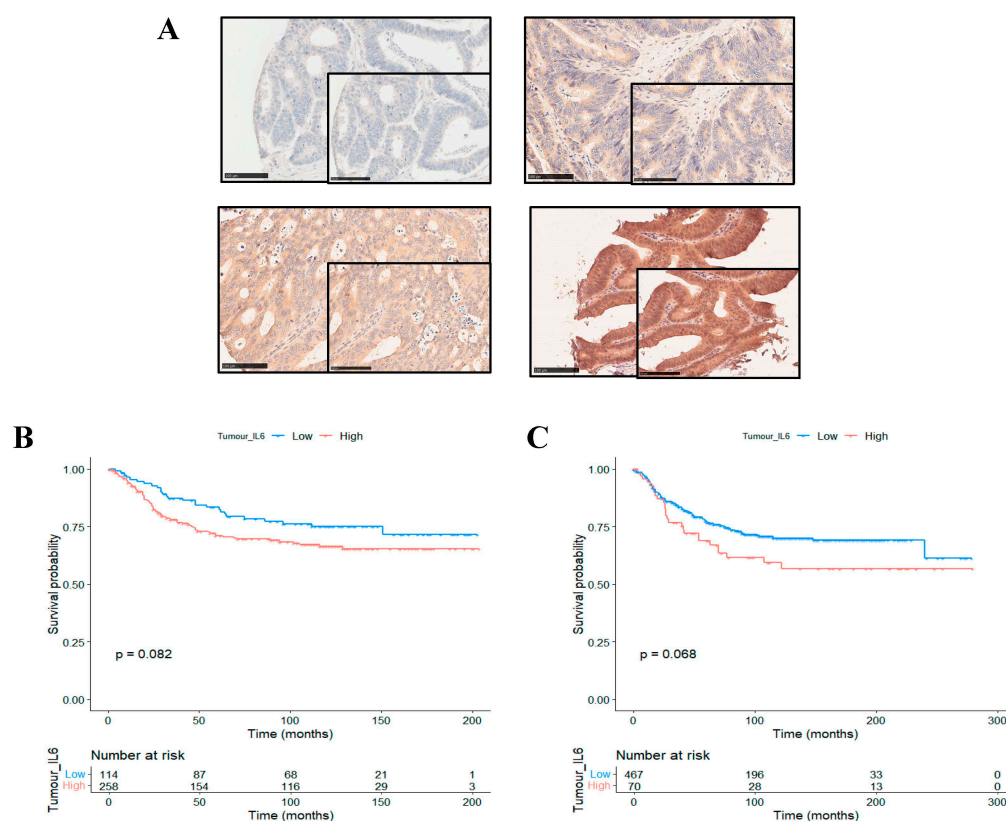 A
100 µm
100 µm
B
Tumour_IL6 Low High
1.00
0.75
0.50
0.25
0.00
Survival probability
p = 0.082
0 50 100 150 200
Time (months)
Number at risk
Tumour_IL6
Low 114 87 68 21 1
High 258 154 116 29 3
0 50 100 150 200
Time (months)
C
Tumour_IL6 Low High
1.00
0.75
0.50
0.25
0.00
Survival probability
p = 0.068
0 100 200 300
Time (months)
Number at risk
Tumour_IL6
Low 467 196 33 0
High 70 28 13 0
0 100 200 300
Time (months)